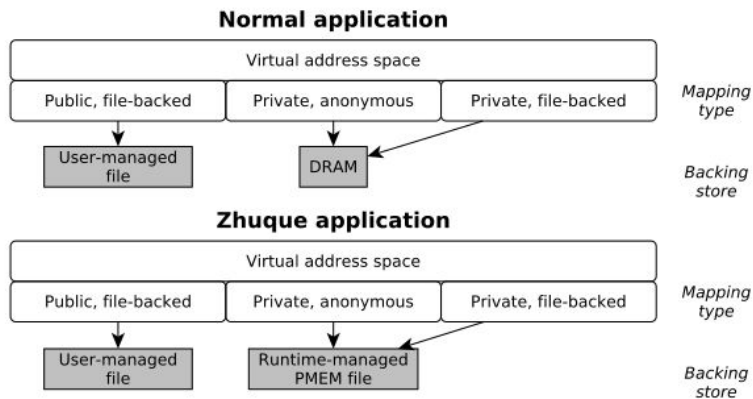 Normal application
Virtual address space
Public, file-backed
Private, anonymous
Private, file-backed
Mapping
type
User-managed
file
DRAM
Backing
store
Zhuque application
Virtual address space
Public, file-backed
Private, anonymous
Private, file-backed
Mapping
type
User-managed
file
Runtime-managed
PMEM file
Backing
store